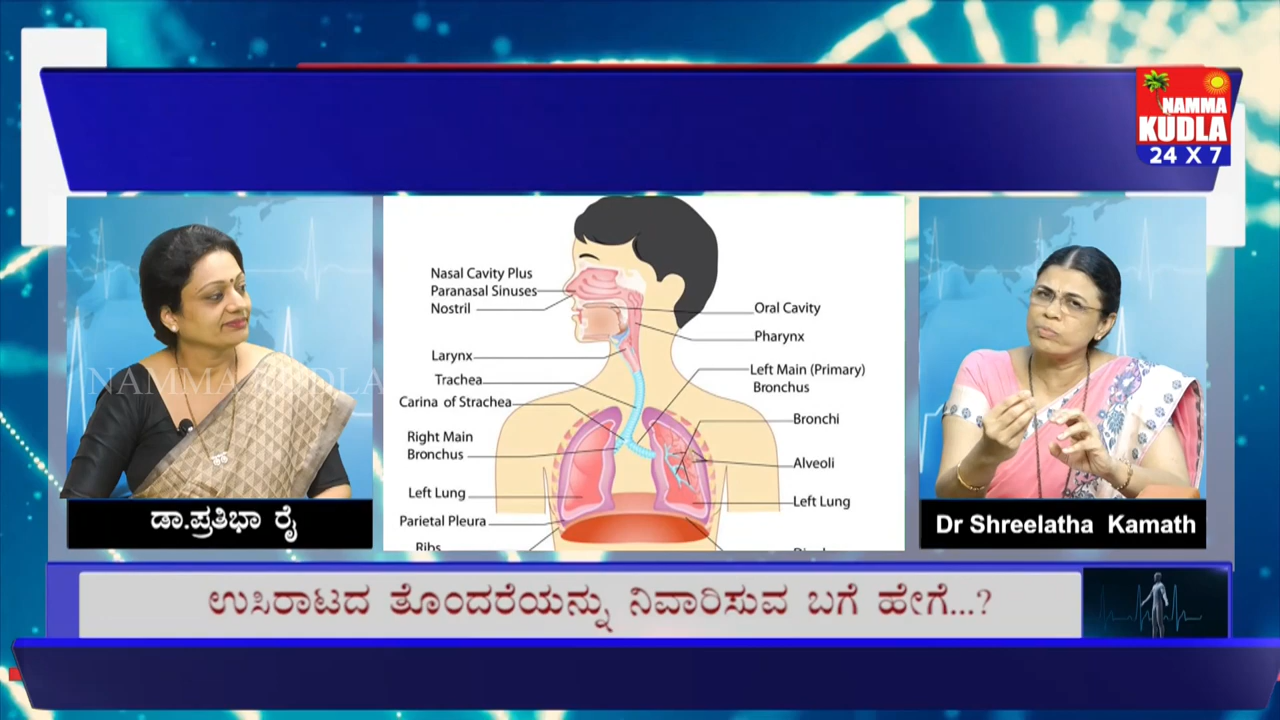 NAMMA
KUDLA
24 X 7
Nasal Cavity Plus
Paranasal Sinuses
Nostril
Larynx
Trachea
Carina of Strachea
Right Main
Bronchus
Left Lung
Parietal Pleura
Ribs
Oral Cavity
Pharynx
Left Main (Primary)
Bronchus
Bronchi
Alveoli
Left Lung
NAMMA KUDLA
ಡಾ.ಪ್ರತಿಭಾ ರೈ
Dr Shreelatha Kamath
ಉಸಿರಾಟದ ತೊಂದರೆಯನ್ನು ನಿವಾರಿಸುವ ಬಗೆ ಹೇಗೆ...?